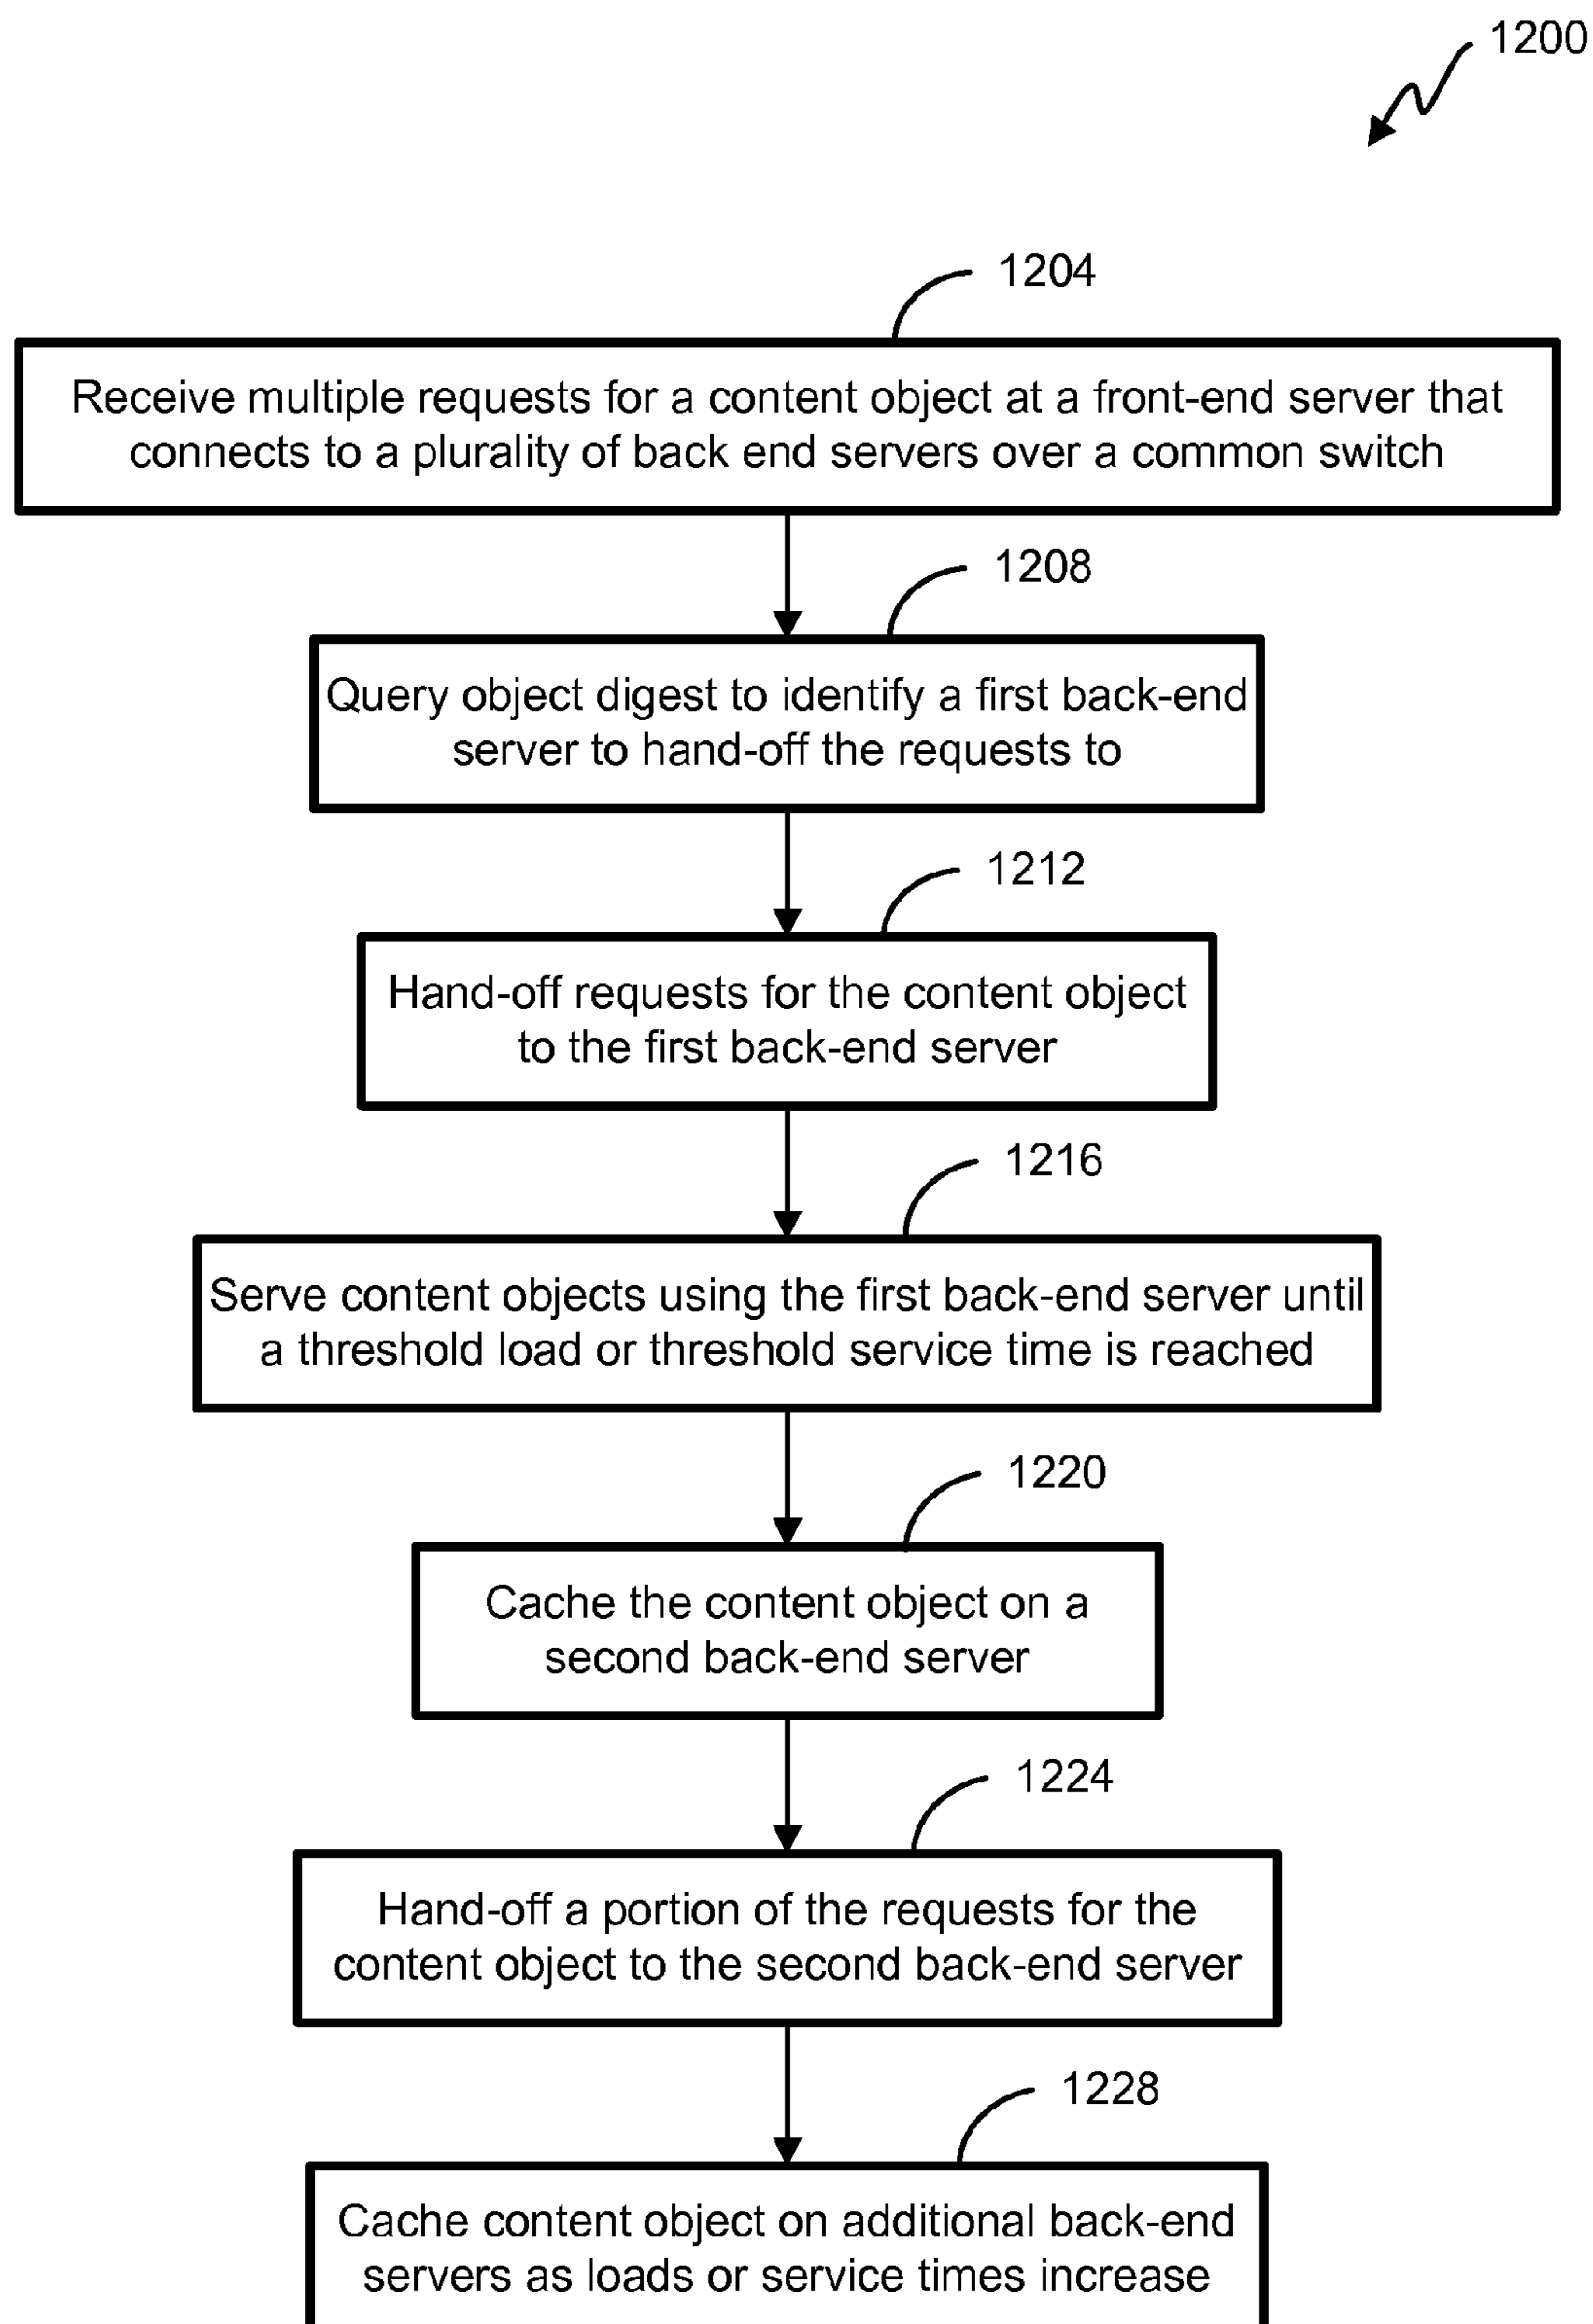 1200
1204
Receive multiple requests for a content object at a front-end server that
connects to a plurality of back end servers over a common switch
1208
Query object digest to identify a first back-end
server to hand-off the requests to
1212
Hand-off requests for the content object
to the first back-end server
1216
Serve content objects using the first back-end server until
a threshold load or threshold service time is reached
1220
Cache the content object on a
second back-end server
1224
Hand-off a portion of the requests for the
content object to the second back-end server
1228
Cache content object on additional back-end
servers as loads or service times increase